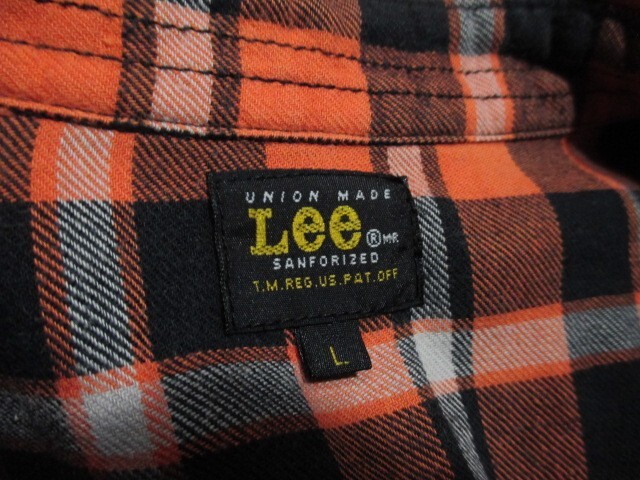 UNION MADE
Lee ® MR
SANFORIZED
T.M.REG.US.PAT.OFF
L